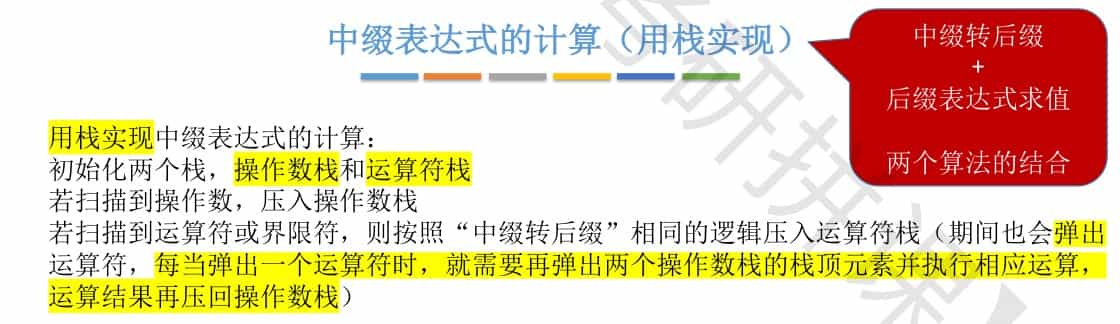 中缀表达式的计算（用栈实现）
中缀转后缀
+
后缀表达式求值
两个算法的结合
用栈实现中缀表达式的计算：
初始化两个栈，操作数栈和运算符栈
若扫描到操作数，压入操作数栈
若扫描到运算符或界限符，则按照“中缀转后缀”相同的逻辑压入运算符栈（期间也会弹出
运算符，每当弹出一个运算符时，就需要再弹出两个操作数栈的栈顶元素并执行相应运算，
运算结果再压回操作数栈）
考研拼课